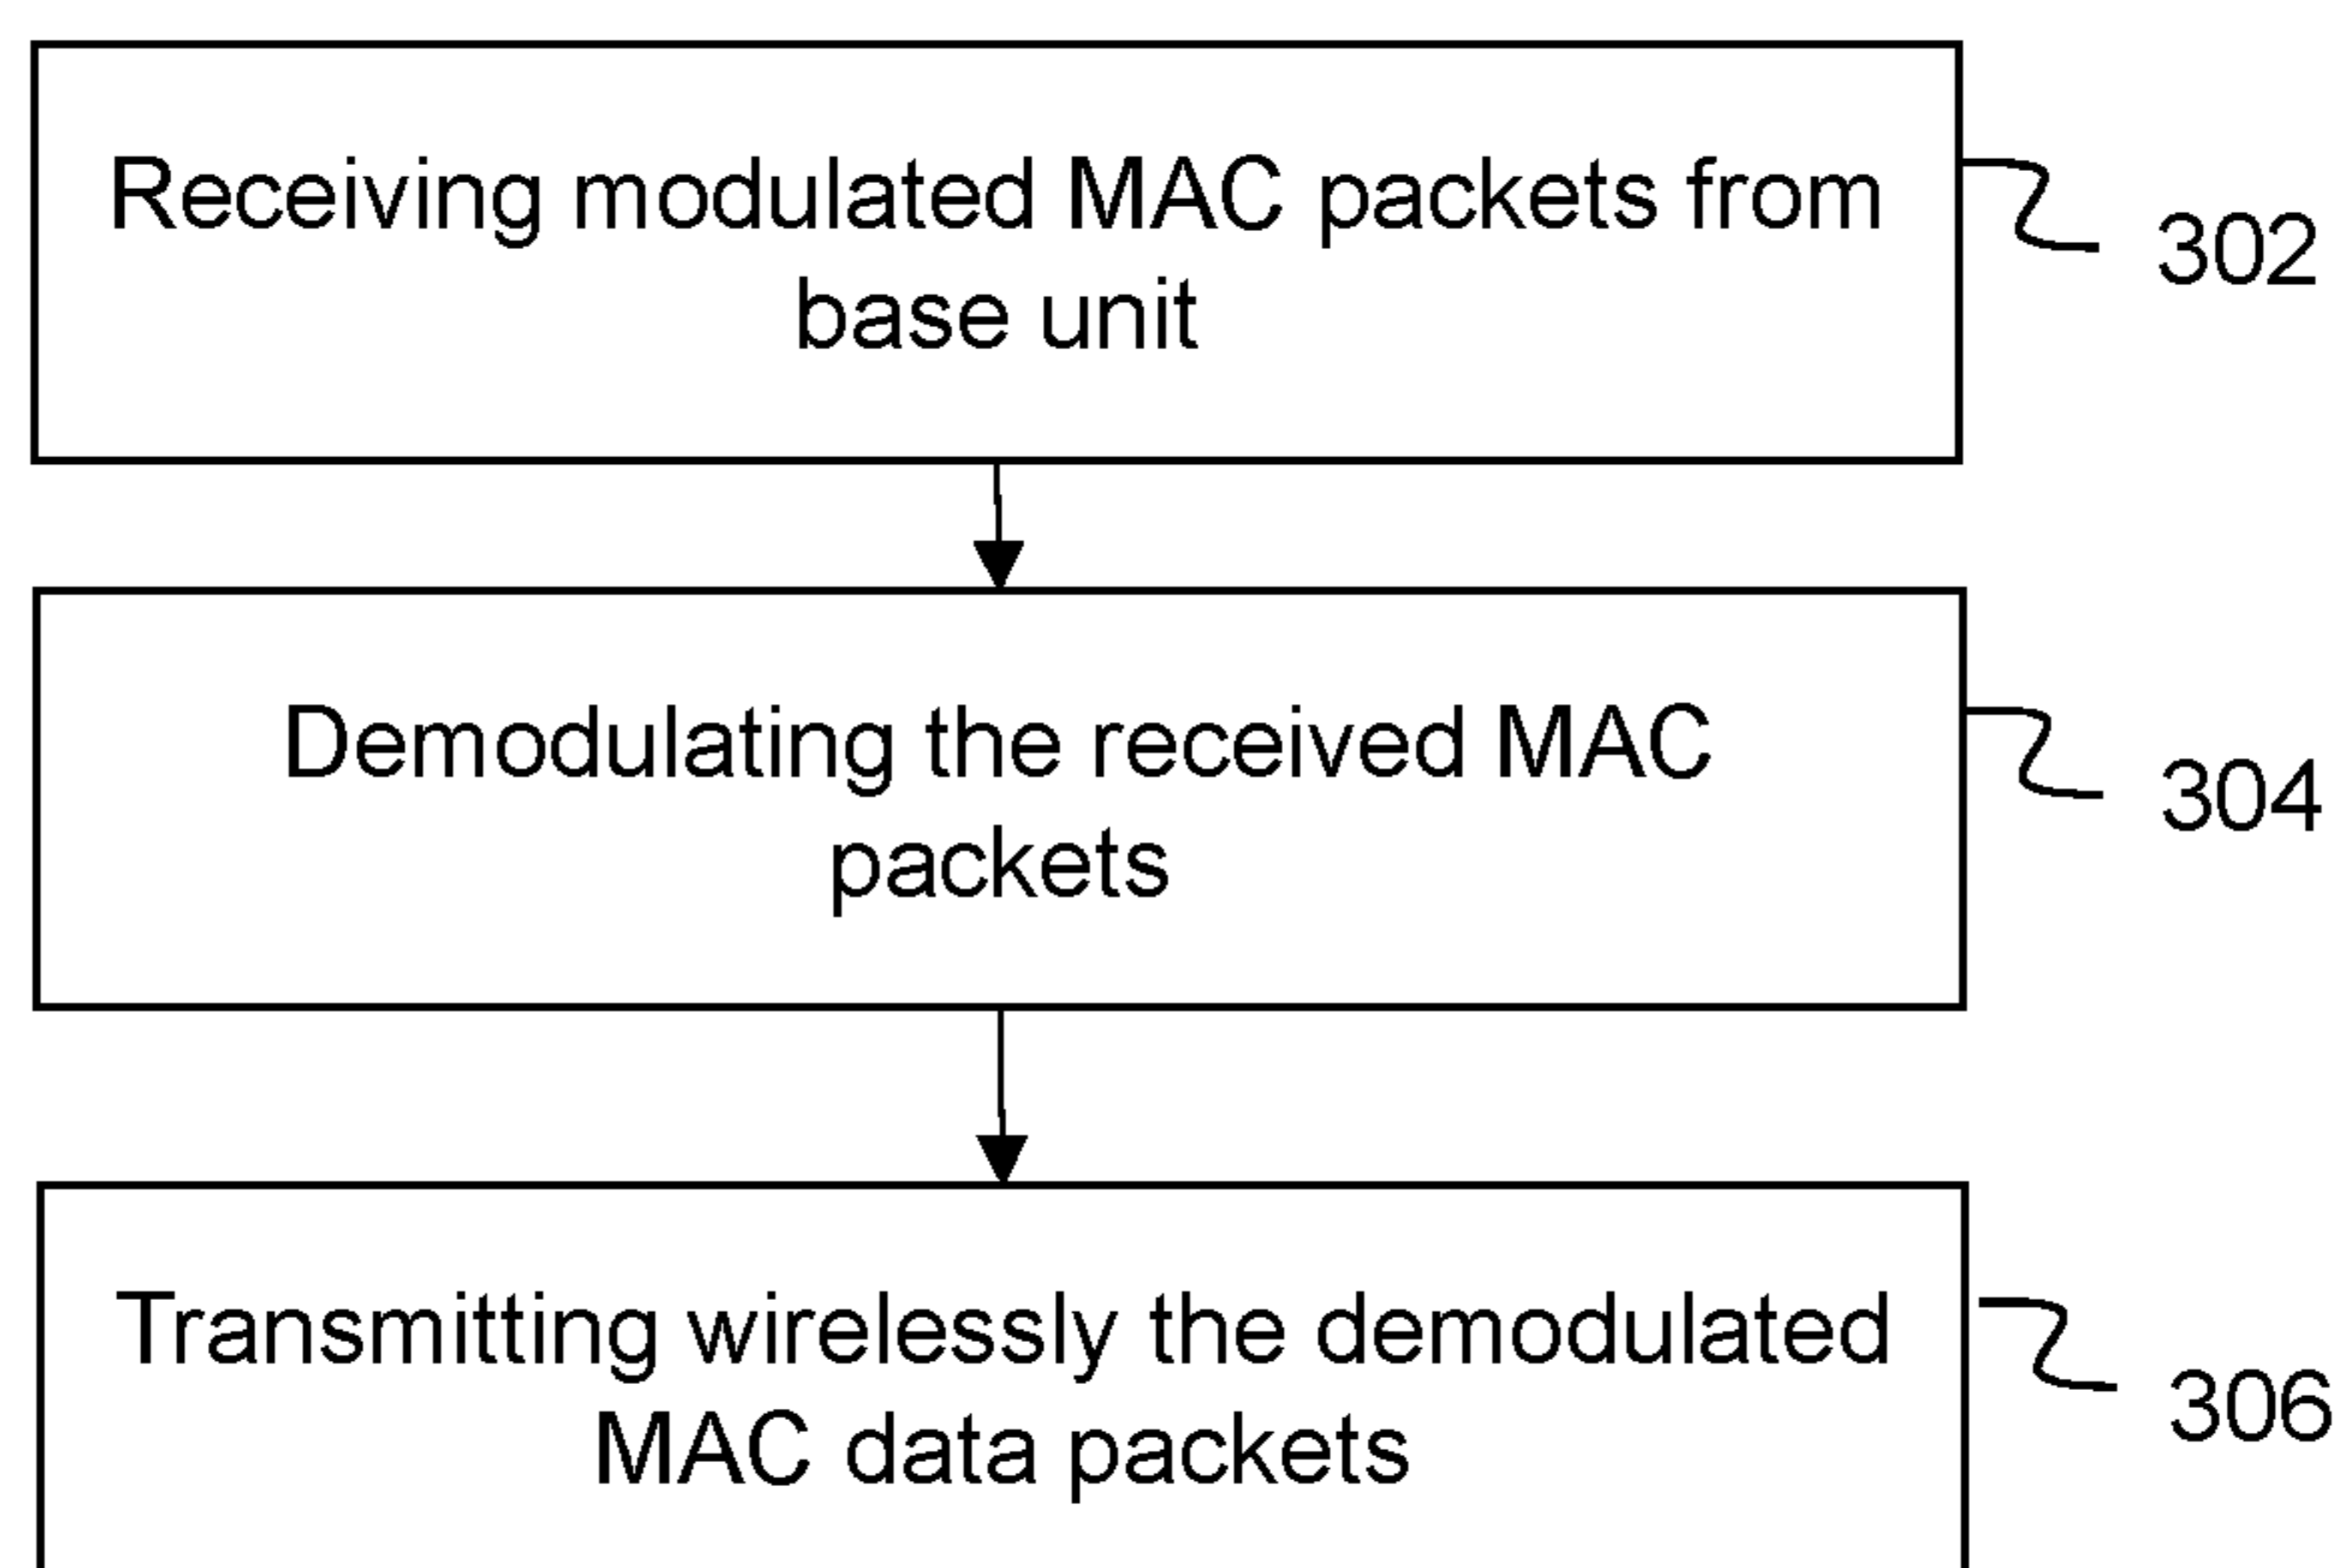 Receiving modulated MAC packets from
base unit
302
Demodulating the received MAC
packets
304
Transmitting wirelessly the demodulated
MAC data packets
306